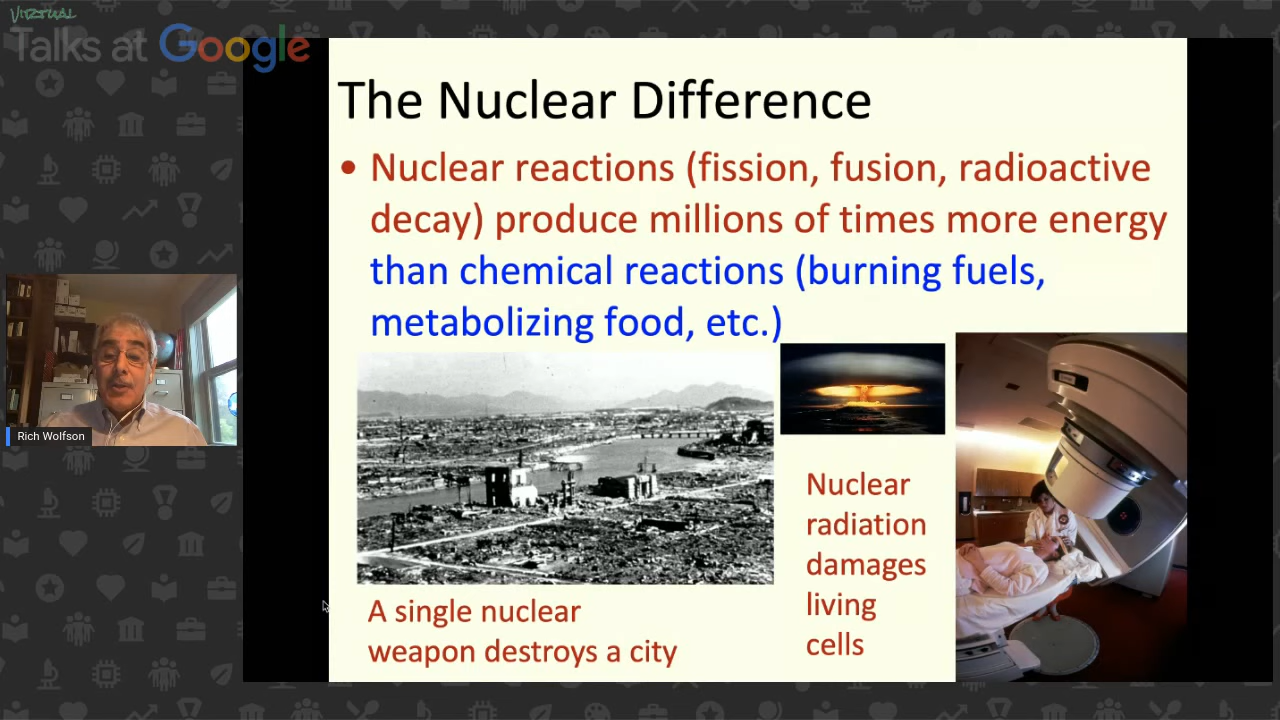 VIRTUAL
Talks at Google
The Nuclear Difference
• Nuclear reactions (fission, fusion, radioactive
decay) produce millions of times more energy
than chemical reactions (burning fuels,
metabolizing food, etc.)
Rich Wolfson
A single nuclear
weapon destroys a city
Nuclear
radiation
damages
living
cells